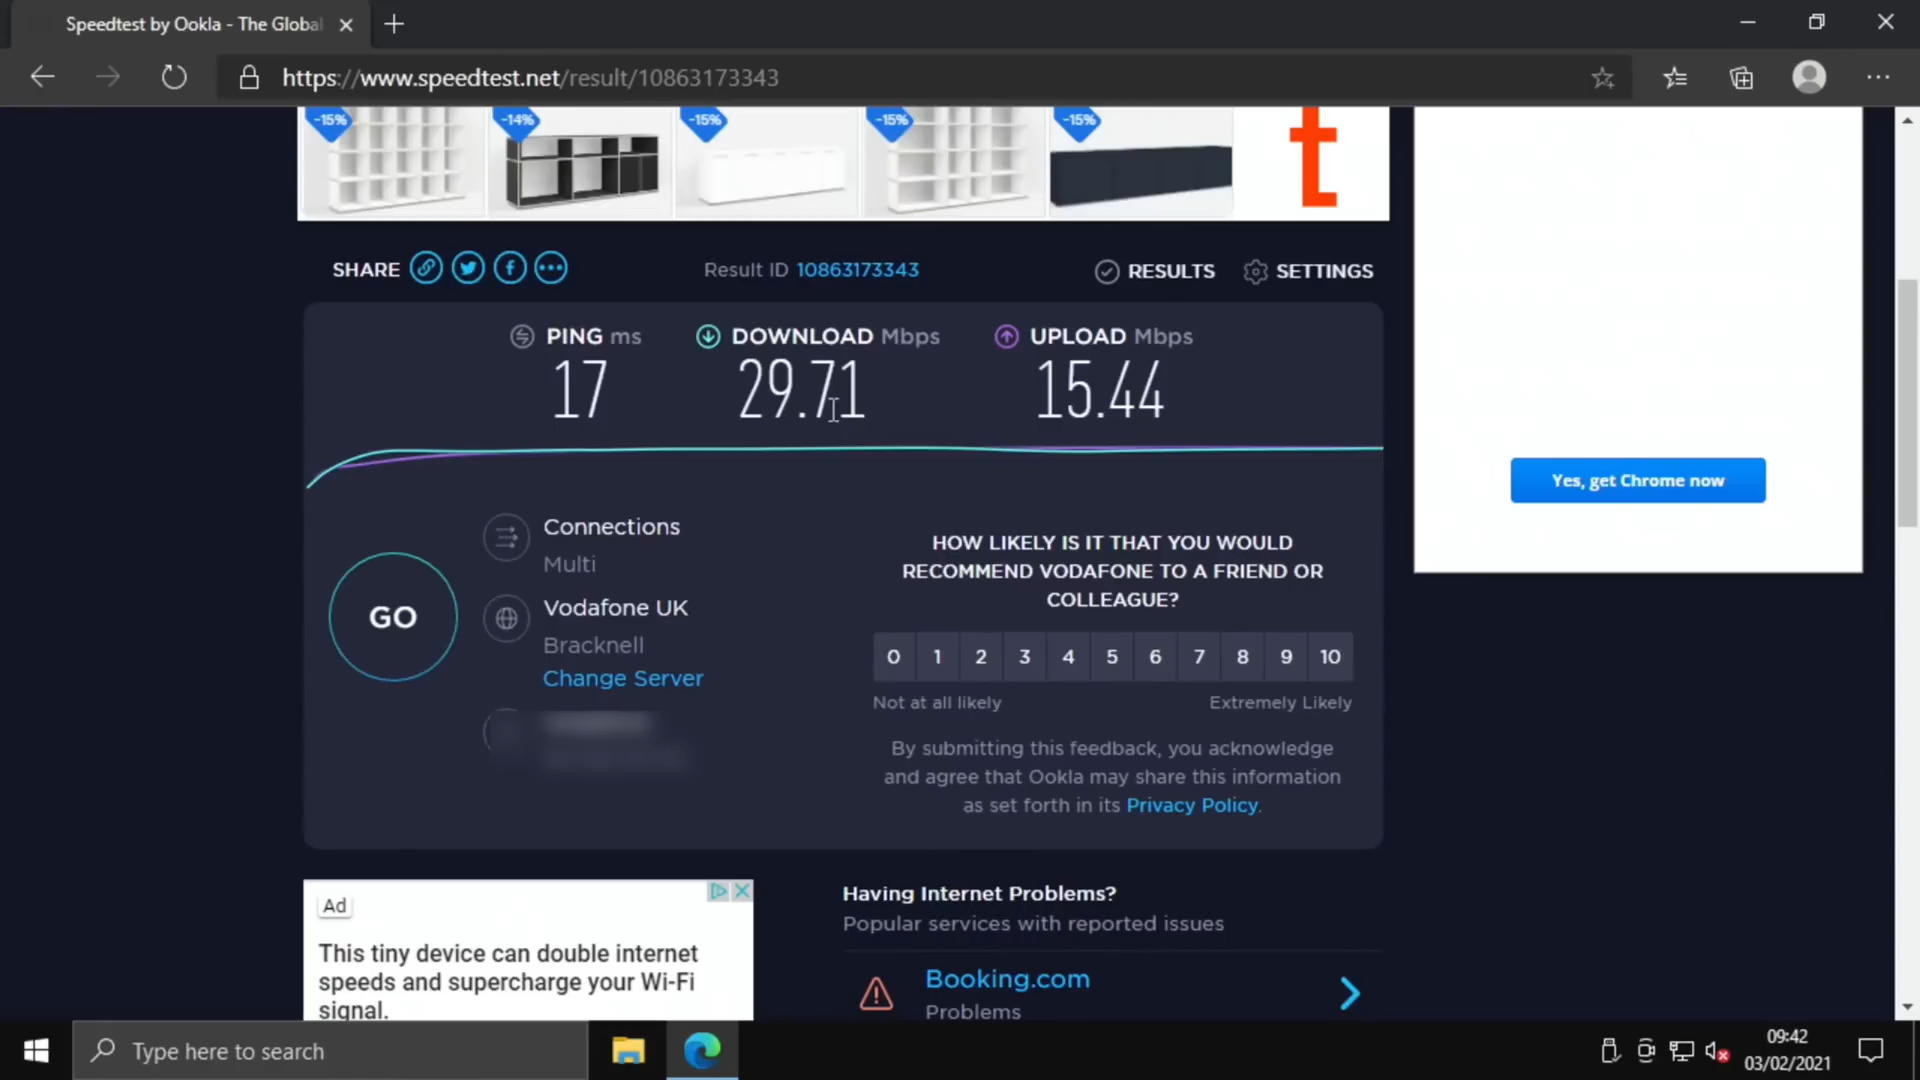 Speedtest by Ookla - The Global
https://www.speedtest.net/result/10863173343
-15% -14% -15% -15% -15%
t
SHARE Result ID 10863173343 RESULTS SETTINGS
PING ms DOWNLOAD Mbps UPLOAD Mbps
17 29.71 15.44
Connections
Multi
Vodafone UK
Bracknell
Change Server
GO
HOW LIKELY IS IT THAT YOU WOULD
RECOMMEND VODAFONE TO A FRIEND OR
COLLEAGUE?
0 1 2 3 4 5 6 7 8 9 10
Not at all likely Extremely Likely
By submitting this feedback, you acknowledge
and agree that Ookla may share this information
as set forth in its Privacy Policy.
Yes, get Chrome now
Ad
This tiny device can double internet
speeds and supercharge your Wi-Fi
signal.
Having Internet Problems?
Popular services with reported issues
Booking.com
Problems
Type here to search
09:42
03/02/2021